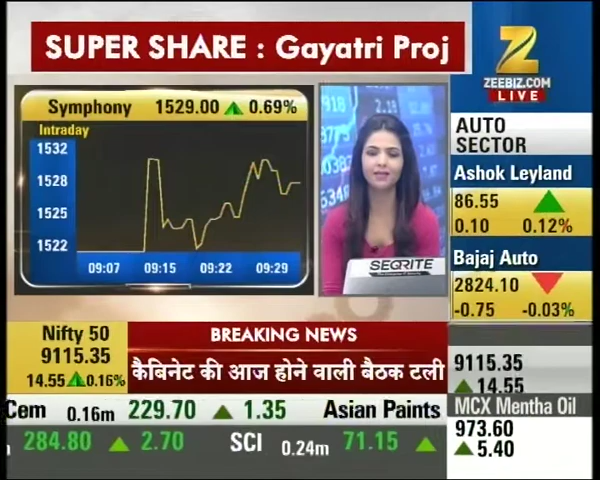 SUPER SHARE : Gayatri Proj
Z
ZEEBIZ.COM
LIVE
Symphony 1529.00 0.69%
Intraday
1532
1528
1525
1522
09:07 09:15 09:22 09:29
SEQRITE
AUTO
SECTOR
Ashok Leyland
86.55
0.10 0.12%
Bajaj Auto
2824.10
-0.75 -0.03%
Nifty 50
9115.35
14.55 0.16%
BREAKING NEWS
कैबिनेट की आज होने वाली बैठक टली
9115.35
14.55
MCX Mentha Oil
973.60
5.40
Cem 0.16m 229.70 1.35 Asian Paints
284.80 2.70 SCI 0.24m 71.15